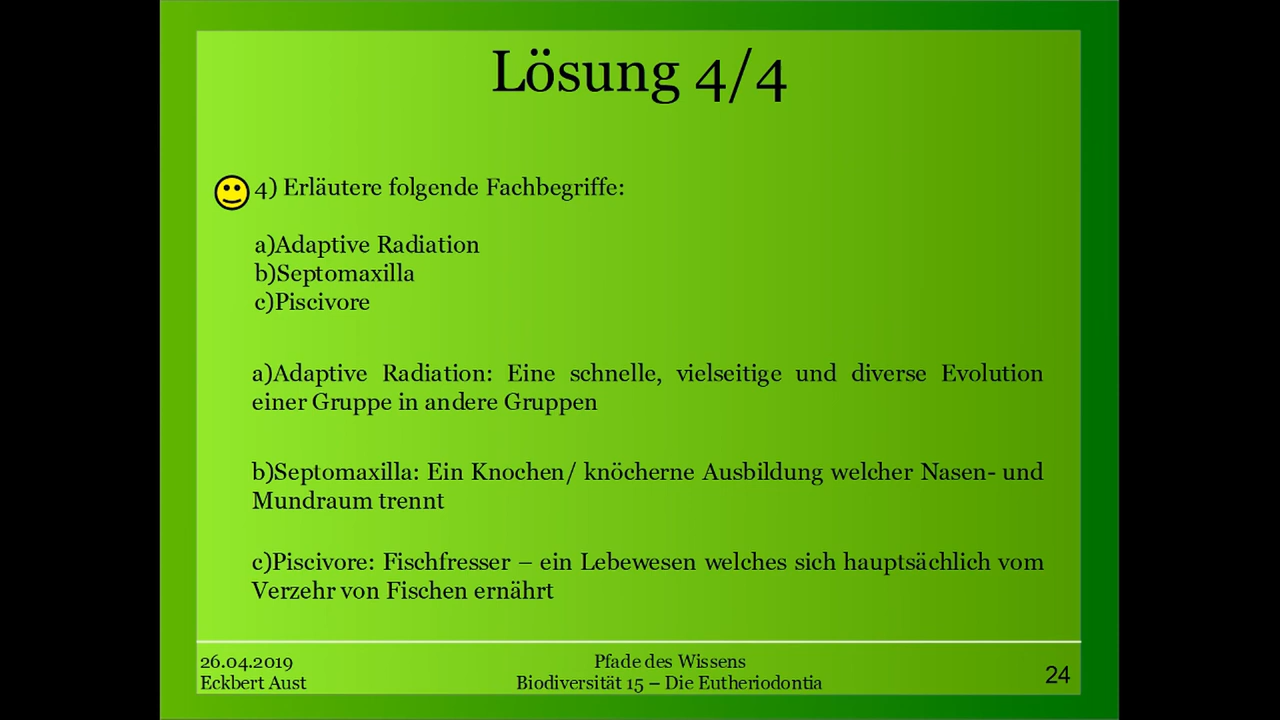 Lösung 4/4
4) Erläutere folgende Fachbegriffe:
a)Adaptive Radiation
b)Septomaxilla
c)Piscivore
a)Adaptive Radiation: Eine schnelle, vielseitige und diverse Evolution
einer Gruppe in andere Gruppen
b)Septomaxilla: Ein Knochen/ knöcherne Ausbildung welcher Nasen- und
Mundraum trennt
c)Piscivore: Fischfresser – ein Lebewesen welches sich hauptsächlich vom
Verzehr von Fischen ernährt
26.04.2019
Eckbert Aust
Pfade des Wissens
Biodiversität 15 – Die Eutheriodontia
24